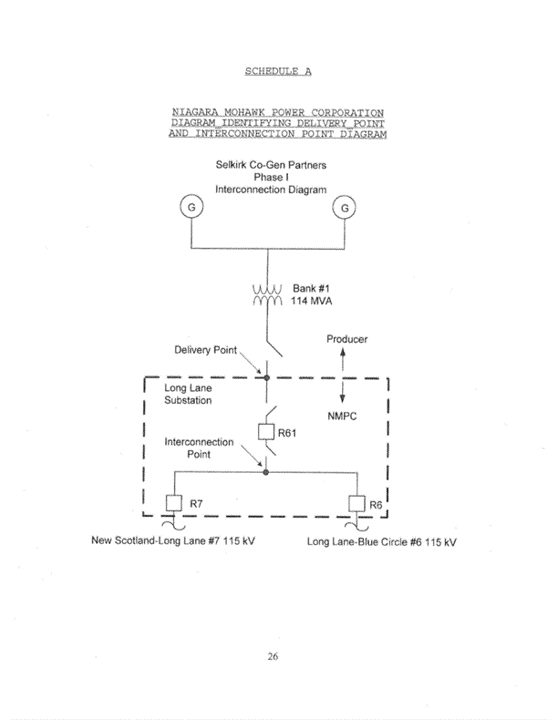 SCHEDULE A
NIAGARA MOHAWK POWER CORPORATION
DIAGRAM IDENTIFYING DELIVERY POINT
AND INTERCONNECTION POINT DIAGRAM
Selkirk Co-Gen Partners
Phase I
Interconnection Diagram
G
G
Bank #1
114 MVA
Producer
Delivery Point
Long Lane
Substation
NMPC
R61
Interconnection
Point
R7
R6
New Scotland-Long Lane #7 115 kV
Long Lane-Blue Circle #6 115 kV
26